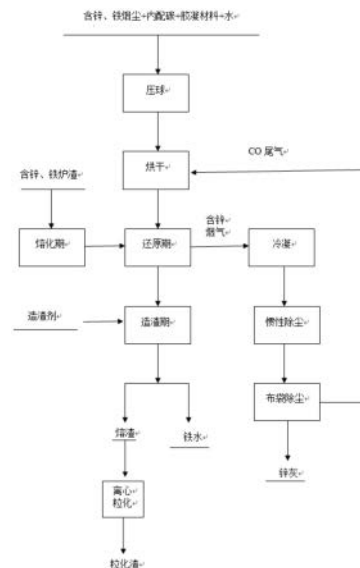 含锌、铁烟尘+内配碳+胶凝材料+水
压球
烘干
CO 尾气
含锌、铁炉渣
熔化期
还原期
含锌
烟气
冷凝
造渣剂
造渣期
惯性除尘
布袋除尘
熔渣
铁水
锌灰
离心
粒化
粒化渣